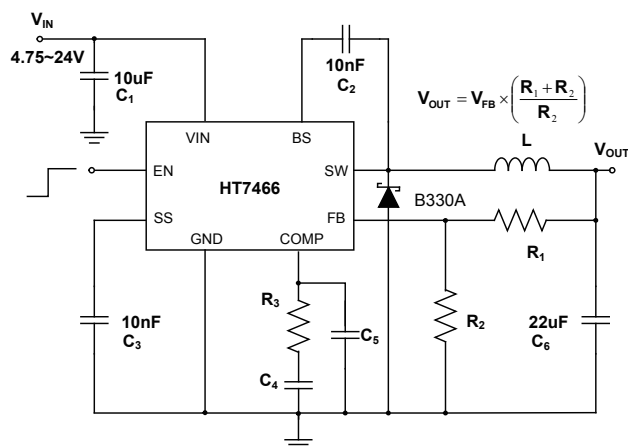 V_IN
4.75~24V
10uF
C_1
10nF
C_2
V_OUT = V_FB × ( (R_1 + R_2) / R_2 )
VIN
BS
L
V_OUT
EN
HT7466
SW
B330A
SS
FB
GND
COMP
R_1
R_3
R_2
10nF
C_3
C_5
22uF
C_6
C_4